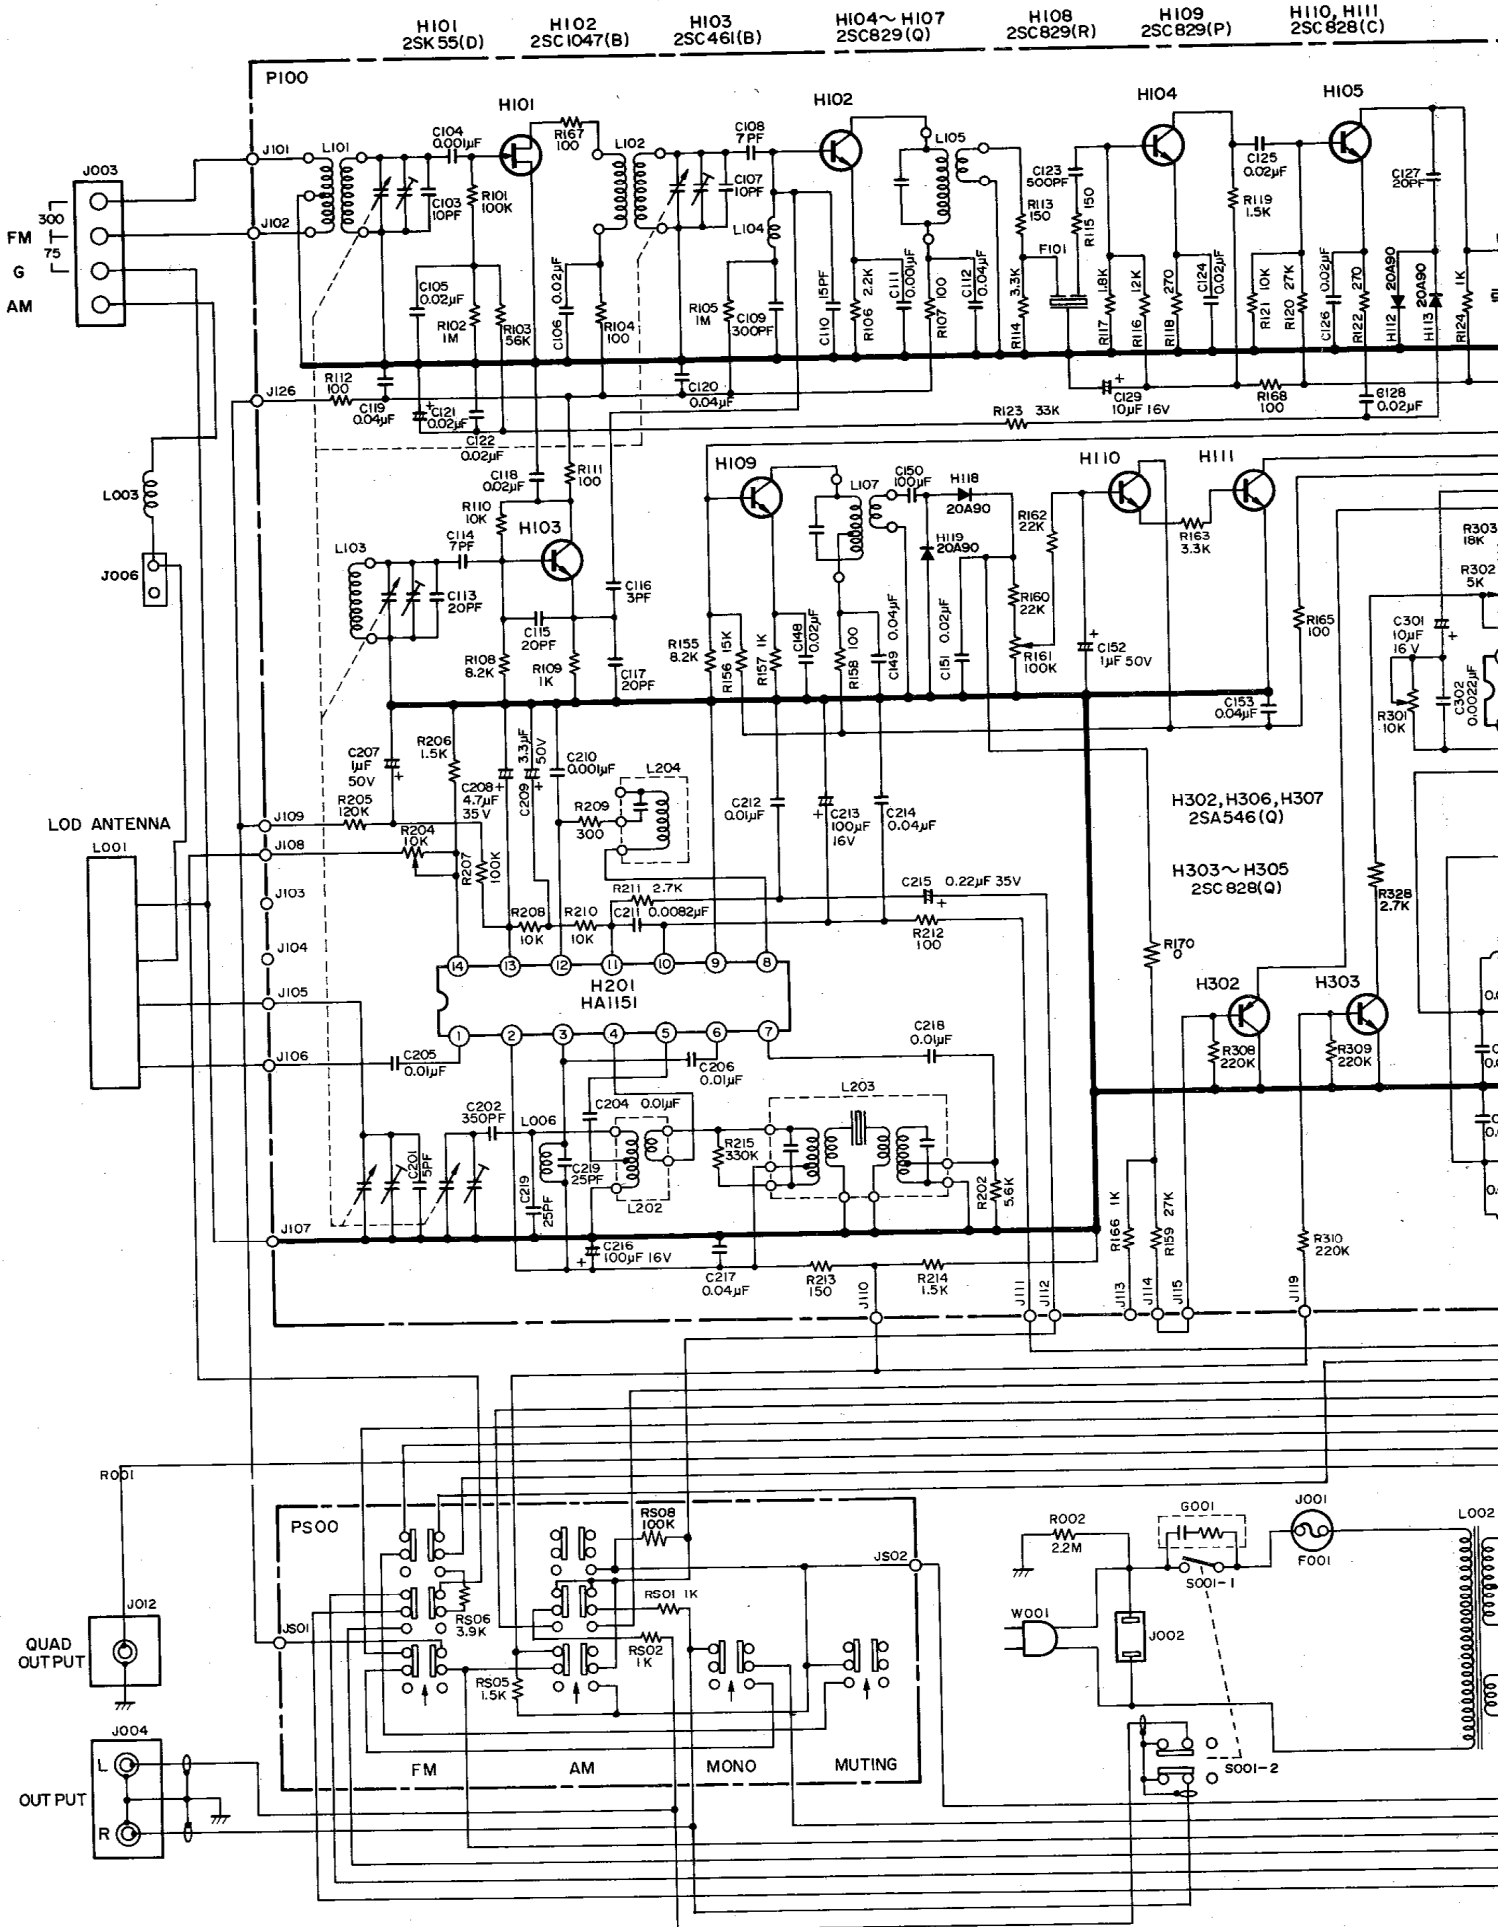 H101
2SK55(D)
H102
2SC1047(B)
H103
2SC461(B)
H104~H107
2SC829(Q)
H108
2SC829(R)
H109
2SC829(P)
H110, H111
2SC828(C)
P100
J003
300
FM
75
G
AM
J101
J102
L101
C104
0.001μF
H101
R167
100
L102
C108
7PF
H102
L105
C123
500PF
H104
C125
0.02μF
H105
C127
20PF
C103
10PF
R101
100K
C107
10PF
L104
R113
150
R115 150
F101
R119
1.5K
C105
0.02μF
R102
1M
R103
56K
C106 0.02μF
R104
100
R105
1M
C109
300PF
C110 15PF
R106 2.2K
C111 0.001μF
R107 100
C112 0.04μF
R114 3.3K
R117 1.8K
R116 12K
R118 270
C124 0.02μF
R121 10K
R120 27K
C126 0.02μF
R122 270
H112 20A90
H113 20A90
R124 1K
J126
R112
100
C119
0.04μF
C121
0.02μF
C122
0.02μF
C120
0.04μF
C129
10μF 16V
R168
100
C128
0.02μF
R123 33K
L003
J006
C118
0.02μF
R111
100
R110
10K
H103
L103
C114
7PF
C113
20PF
C115
20PF
C116
3PF
R108
8.2K
R109
1K
C117
20PF
H109
L107
C150
100μF
H118
20A90
H119
20A90
R162
22K
H110
H111
R163
3.3K
R303
18K
R302
5K
R155
8.2K
R156 15K
R157 1K
C148
0.02μF
R158 100
C149 0.04μF
C151 0.02μF
R160
22K
R161
100K
C152
1μF 50V
R165
100
C153
0.04μF
C301
10μF
16V
R301
10K
C302
0.0022μF
C207
1μF
50V
R206
1.5K
C208
4.7μF
35V
C209 3.3μF
50V
C210
0.001μF
L204
R209
300
C212
0.01μF
C213
100μF
16V
C214
0.04μF
H302, H306, H307
2SA546(Q)
H303~H305
2SC828(Q)
LOD ANTENNA
L001
J109
R205
120K
J108
R204
10K
R207
100K
J103
R208
10K
R210
10K
R211 2.7K
C211 0.0082μF
C215 0.22μF 35V
R212
100
R328
2.7K
J104
14
13
12
11
10
9
8
H201
HA1151
R170
0
J105
1
2
3
4
5
6
7
H302
H303
J106
C205
0.01μF
C206
0.01μF
C218
0.01μF
R308
220K
R309
220K
C202
350PF
L006
C204 0.01μF
L203
C201
5PF
C219
25PF
C219
25PF
L202
R215
330K
R202
5.6K
J107
C216
100μF 16V
C217
0.04μF
R213
150
R214
1.5K
R166 1K
R159 27K
R310
220K
J110
J111
J112
J113
J114
J115
J119
R001
PS00
RS08
100K
JS02
R002
2.2M
G001
J001
F001
L002
S001-1
J012
QUAD
OUTPUT
JS01
RS06
3.9K
RS01 1K
RS02
1K
RS05
1.5K
W001
J002
J004
L
OUTPUT
R
FM
AM
MONO
MUTING
S001-2